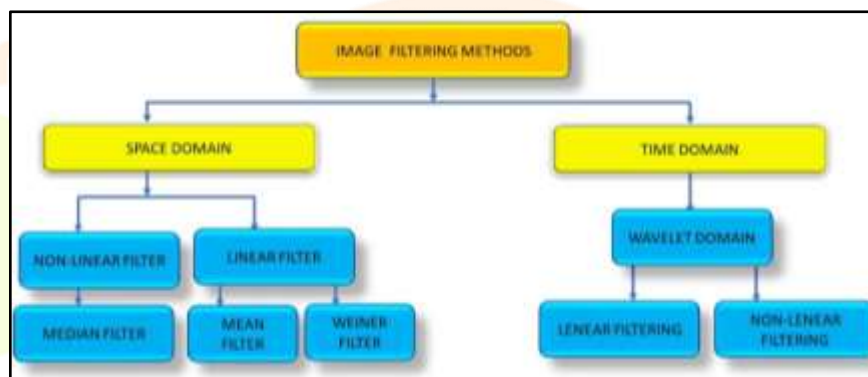 IMAGE FILTERING METHODS
SPACE DOMAIN
TIME DOMAIN
NON-LINEAR FILTER
LINEAR FILTER
WAVELET DOMAIN
MEDIAN FILTER
MEAN
FILTER
WEINER
FILTER
LENEAR FILTERING
NON-LENEAR
FILTERING